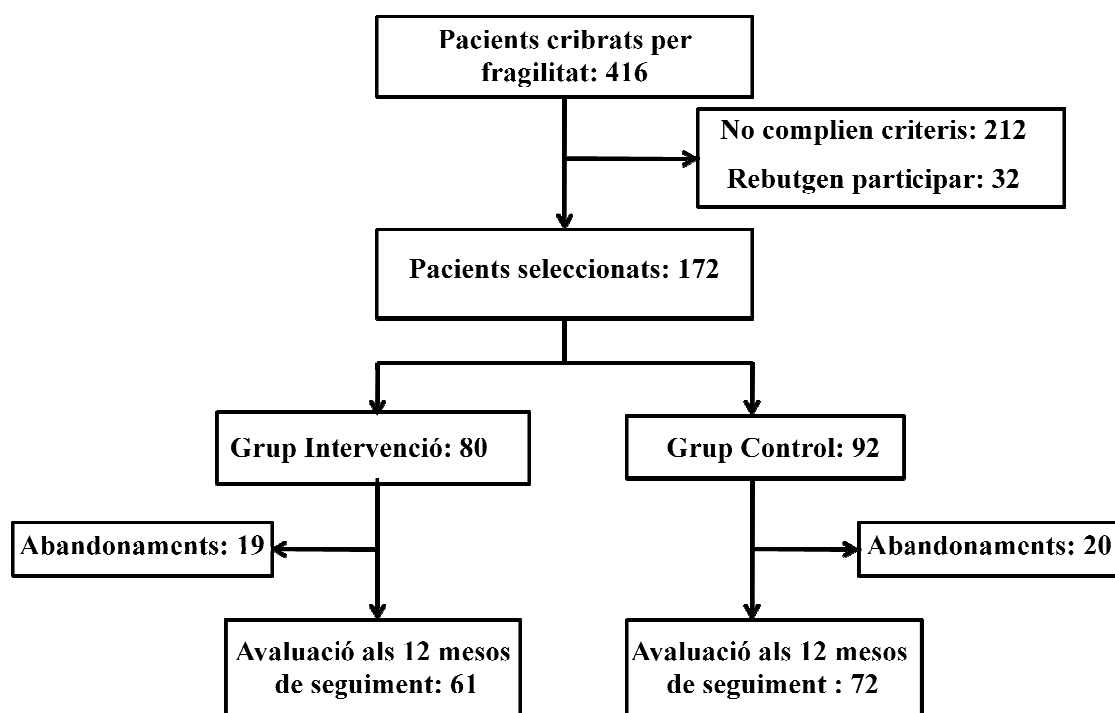 Pacients cribrats per
fragilitat: 416
No complien criteris: 212
Rebutgen participar: 32
Pacients seleccionats: 172
Grup Intervenció: 80
Grup Control: 92
Abandonaments: 19
Abandonaments: 20
Avaluació als 12 mesos
de seguiment: 61
Avaluació als 12 mesos
de seguiment : 72